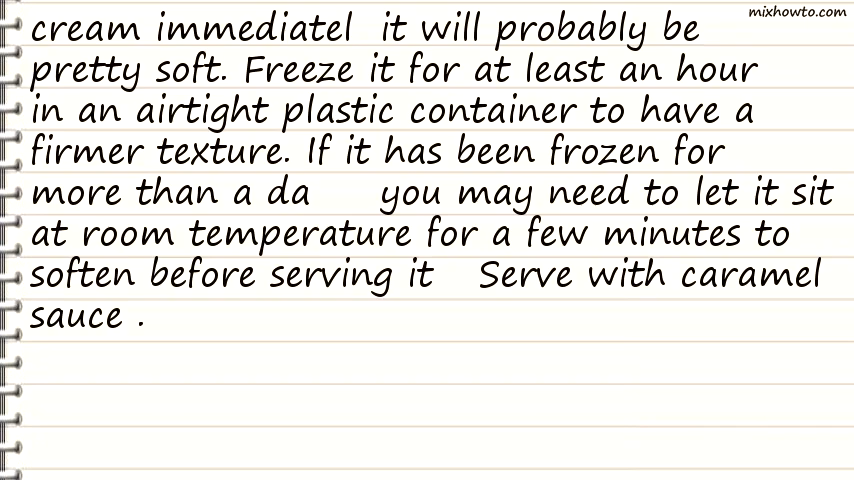 mixhowto.com
cream immediatel it will probably be
pretty soft. Freeze it for at least an hour
in an airtight plastic container to have a
firmer texture. If it has been frozen for
more than a da you may need to let it sit
at room temperature for a few minutes to
soften before serving it Serve with caramel
sauce .